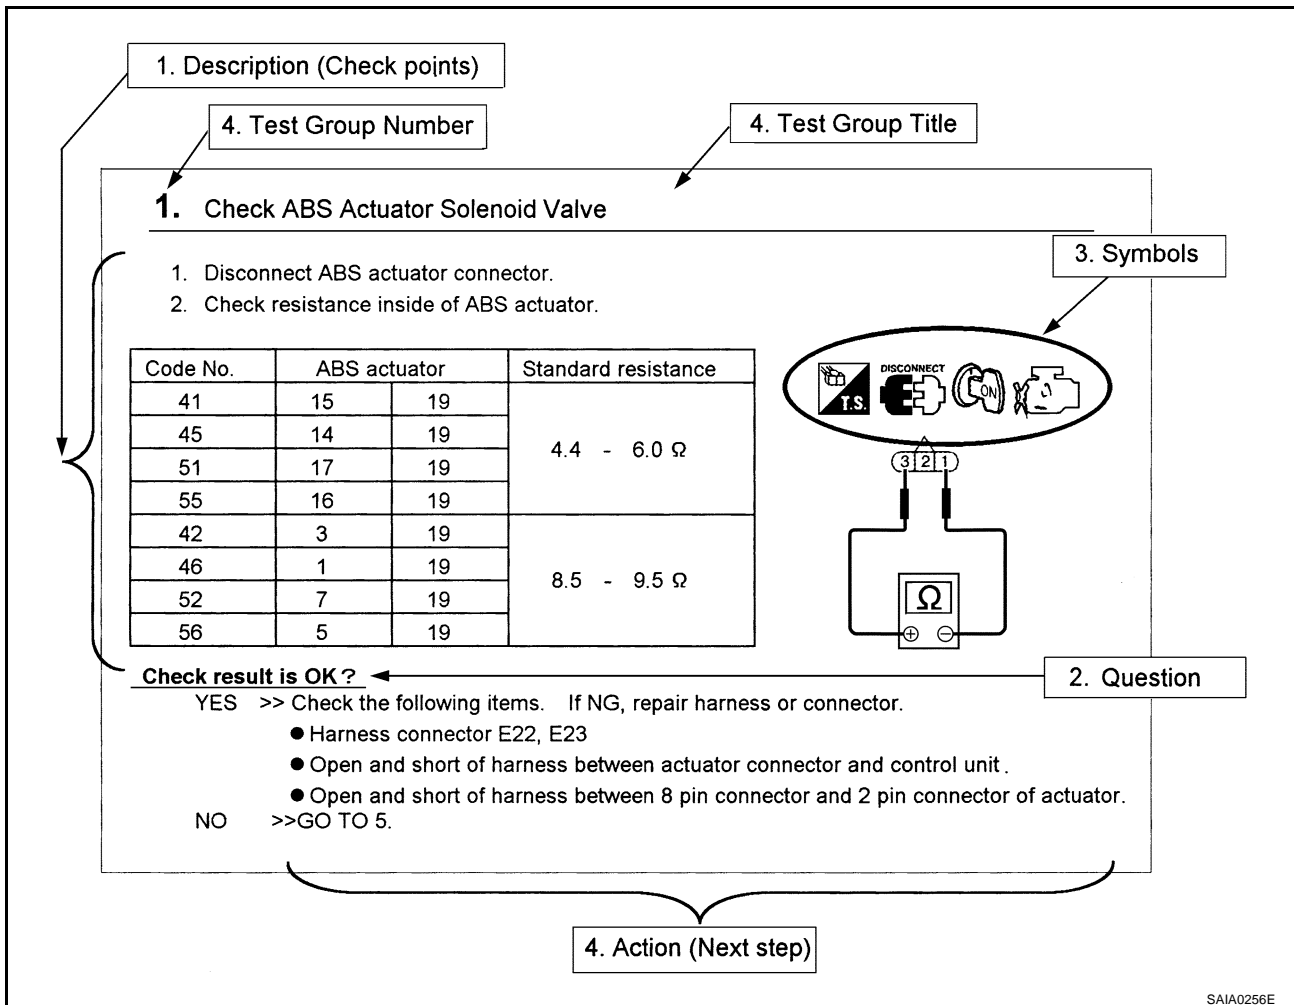 1. Description (Check points)
4. Test Group Number
4. Test Group Title
1. Check ABS Actuator Solenoid Valve
3. Symbols
1. Disconnect ABS actuator connector.
2. Check resistance inside of ABS actuator.
Code No. ABS actuator Standard resistance
41 15 19
45 14 19
4.4 - 6.0 Ω
51 17 19
55 16 19
42 3 19
46 1 19
8.5 - 9.5 Ω
52 7 19
56 5 19
T.S.
DISCONNECT
ON
3 2 1
Ω
+ −
Check result is OK?
2. Question
YES >> Check the following items. If NG, repair harness or connector.
● Harness connector E22, E23
● Open and short of harness between actuator connector and control unit.
● Open and short of harness between 8 pin connector and 2 pin connector of actuator.
NO >>GO TO 5.
4. Action (Next step)
SAIA0256E